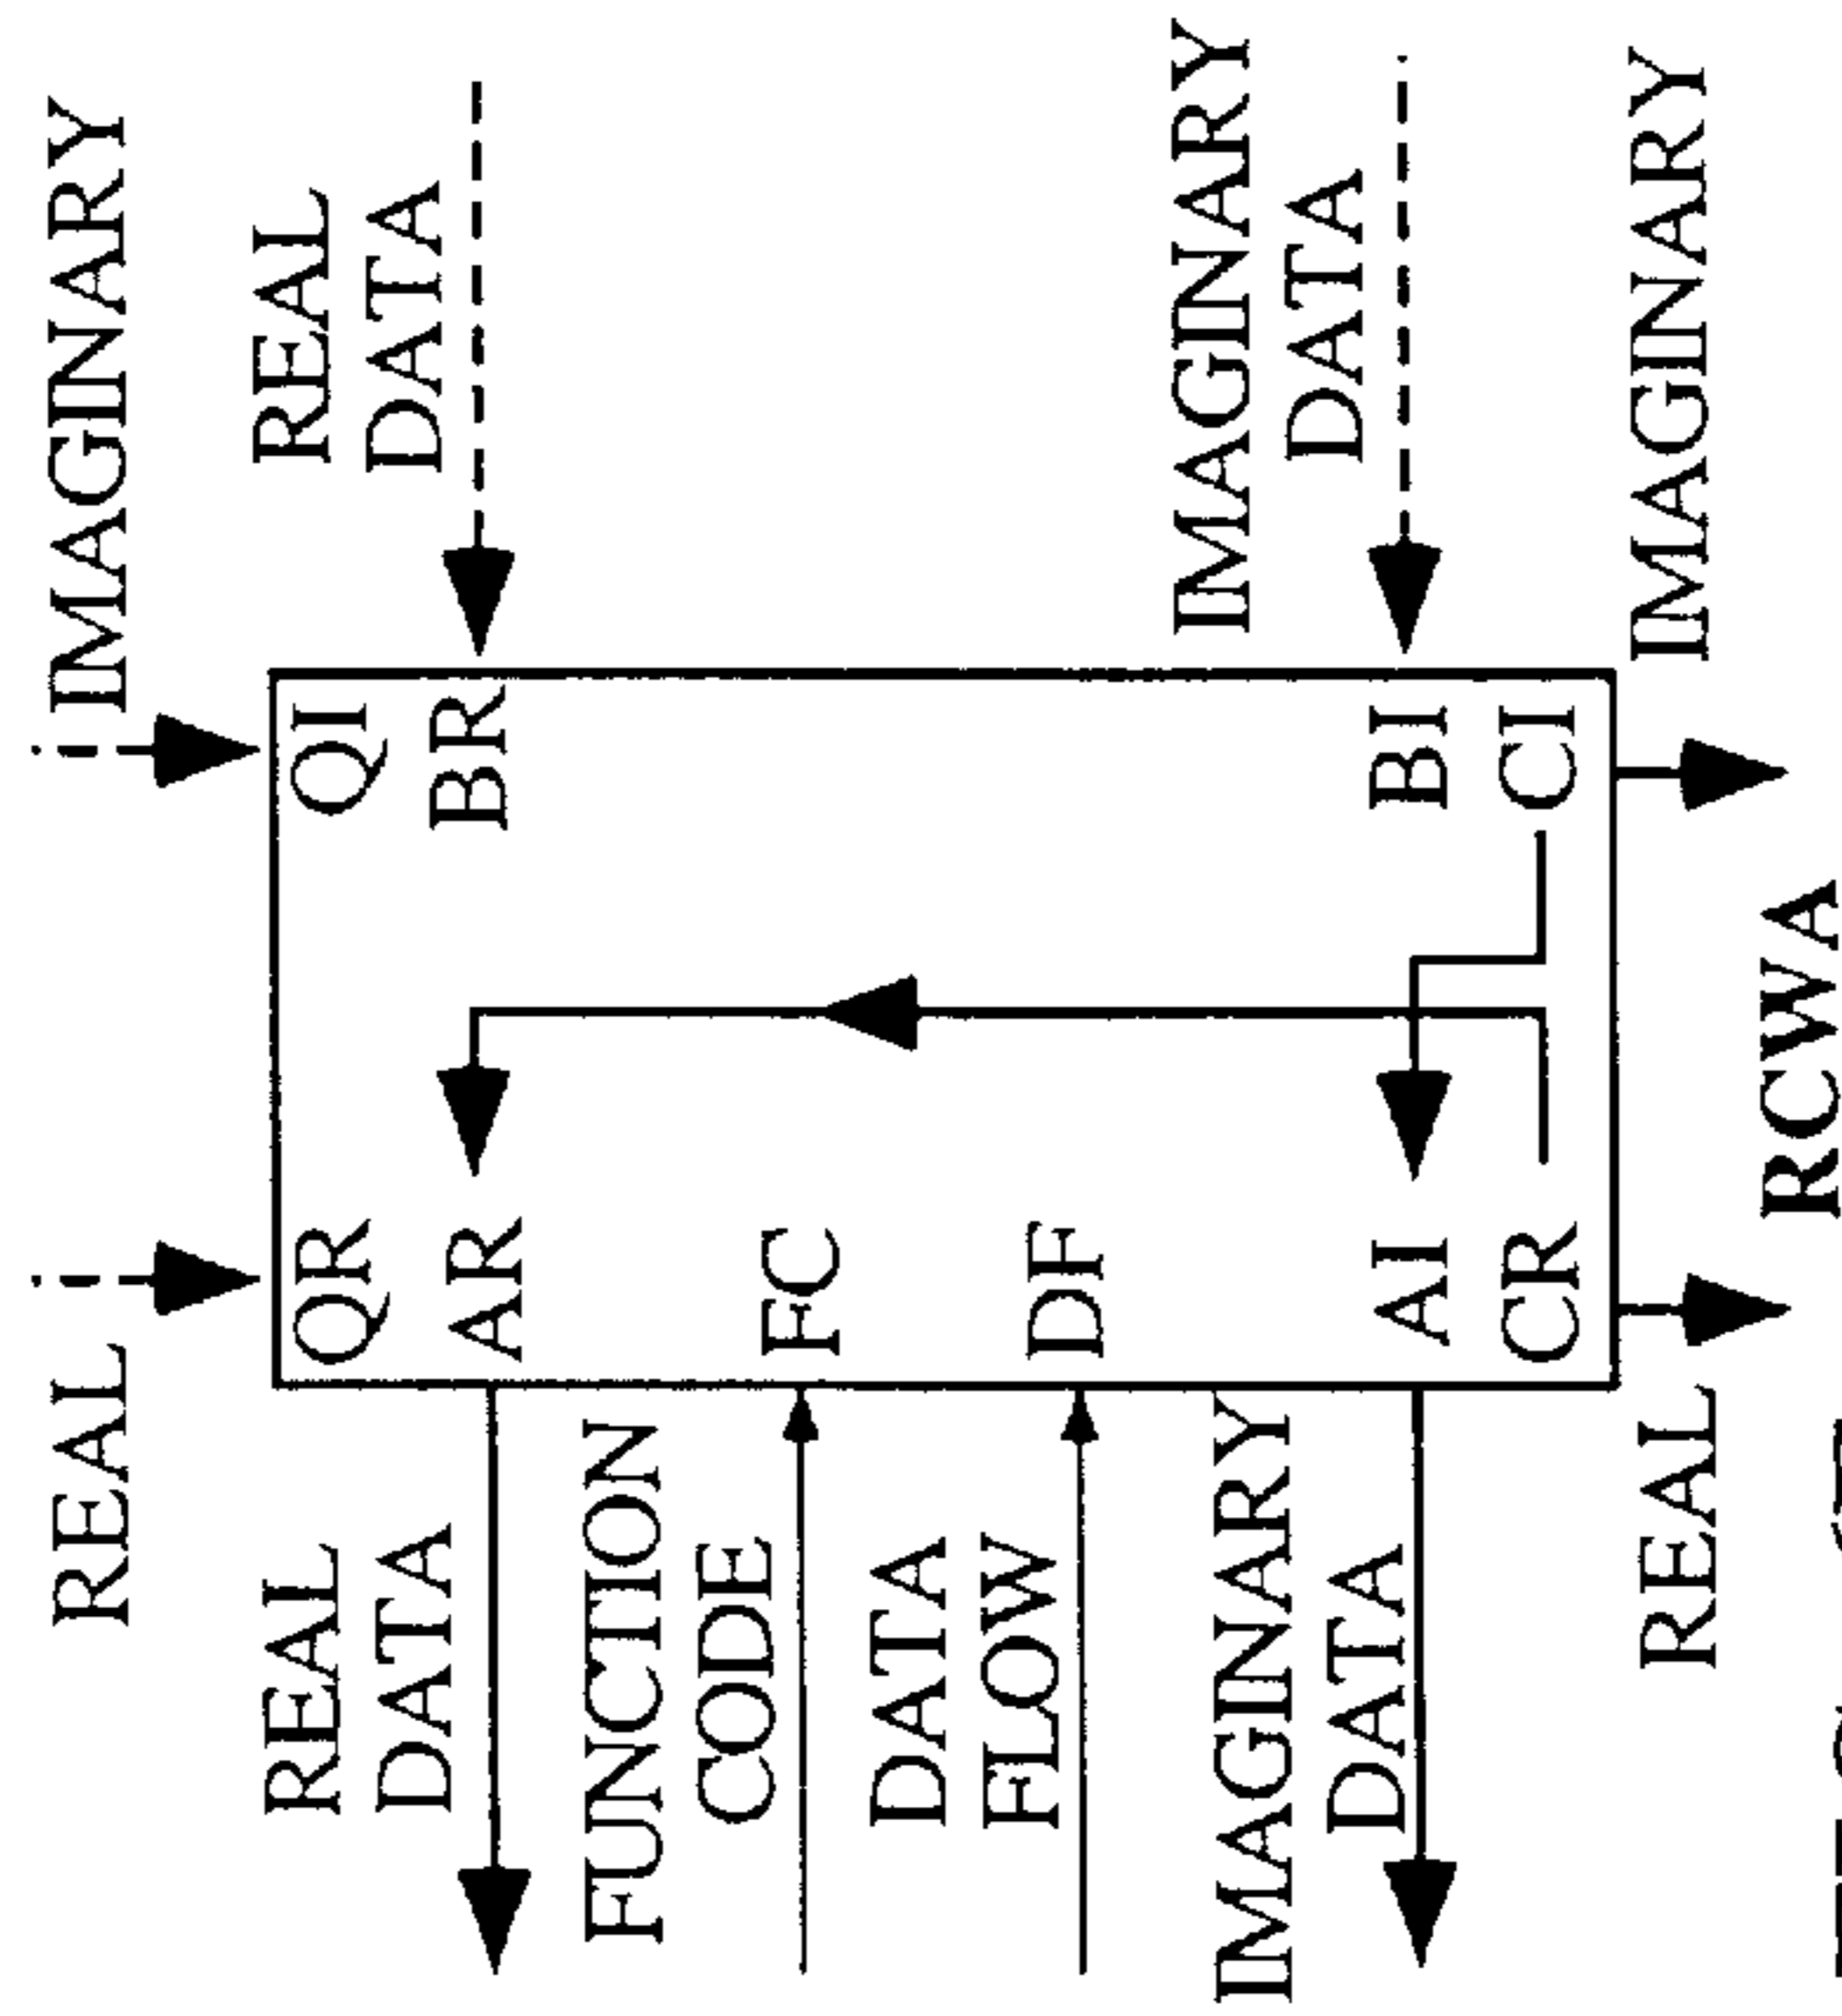 REAL IMAGINARY
REAL QR QI REAL
DATA AR BR DATA
FUNCTION
CODE FC
DATA
FLOW DF
IMAGINARY IMAGINARY
DATA AI BI DATA
CR CI
REAL IMAGINARY
RCWA